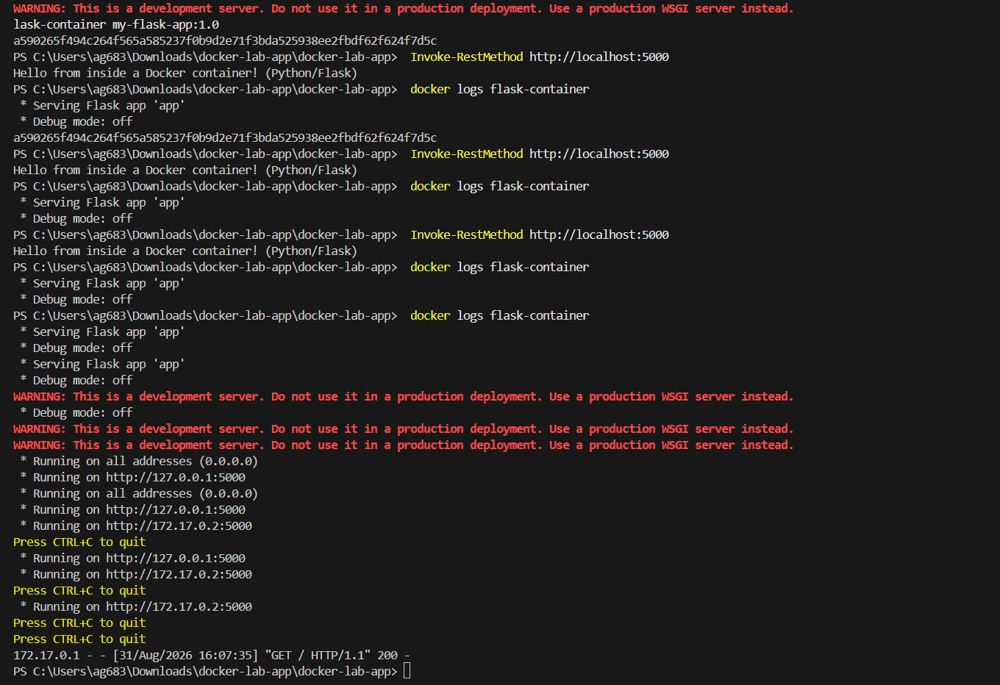 WARNING: This is a development server. Do not use it in a production deployment. Use a production WSGI server instead.
lask-container my-flask-app:1.0
a590265f494c264f565a585237f0b9d2e71f3bda525938ee2fbdf62f624f7d5c
PS C:\Users\ag683\Downloads\docker-lab-app\docker-lab-app>  Invoke-RestMethod http://localhost:5000
Hello from inside a Docker container! (Python/Flask)
PS C:\Users\ag683\Downloads\docker-lab-app\docker-lab-app>  docker logs flask-container
 * Serving Flask app 'app'
 * Debug mode: off
a590265f494c264f565a585237f0b9d2e71f3bda525938ee2fbdf62f624f7d5c
PS C:\Users\ag683\Downloads\docker-lab-app\docker-lab-app>  Invoke-RestMethod http://localhost:5000
Hello from inside a Docker container! (Python/Flask)
PS C:\Users\ag683\Downloads\docker-lab-app\docker-lab-app>  docker logs flask-container
 * Serving Flask app 'app'
 * Debug mode: off
PS C:\Users\ag683\Downloads\docker-lab-app\docker-lab-app>  Invoke-RestMethod http://localhost:5000
Hello from inside a Docker container! (Python/Flask)
PS C:\Users\ag683\Downloads\docker-lab-app\docker-lab-app>  docker logs flask-container
 * Serving Flask app 'app'
 * Debug mode: off
PS C:\Users\ag683\Downloads\docker-lab-app\docker-lab-app>  docker logs flask-container
 * Serving Flask app 'app'
 * Debug mode: off
 * Serving Flask app 'app'
 * Debug mode: off
WARNING: This is a development server. Do not use it in a production deployment. Use a production WSGI server instead.
 * Debug mode: off
WARNING: This is a development server. Do not use it in a production deployment. Use a production WSGI server instead.
WARNING: This is a development server. Do not use it in a production deployment. Use a production WSGI server instead.
 * Running on all addresses (0.0.0.0)
 * Running on http://127.0.0.1:5000
 * Running on all addresses (0.0.0.0)
 * Running on http://127.0.0.1:5000
 * Running on http://172.17.0.2:5000
Press CTRL+C to quit
 * Running on http://127.0.0.1:5000
 * Running on http://172.17.0.2:5000
Press CTRL+C to quit
 * Running on http://172.17.0.2:5000
Press CTRL+C to quit
Press CTRL+C to quit
172.17.0.1 - - [31/Aug/2026 16:07:35] "GET / HTTP/1.1" 200 -
PS C:\Users\ag683\Downloads\docker-lab-app\docker-lab-app>